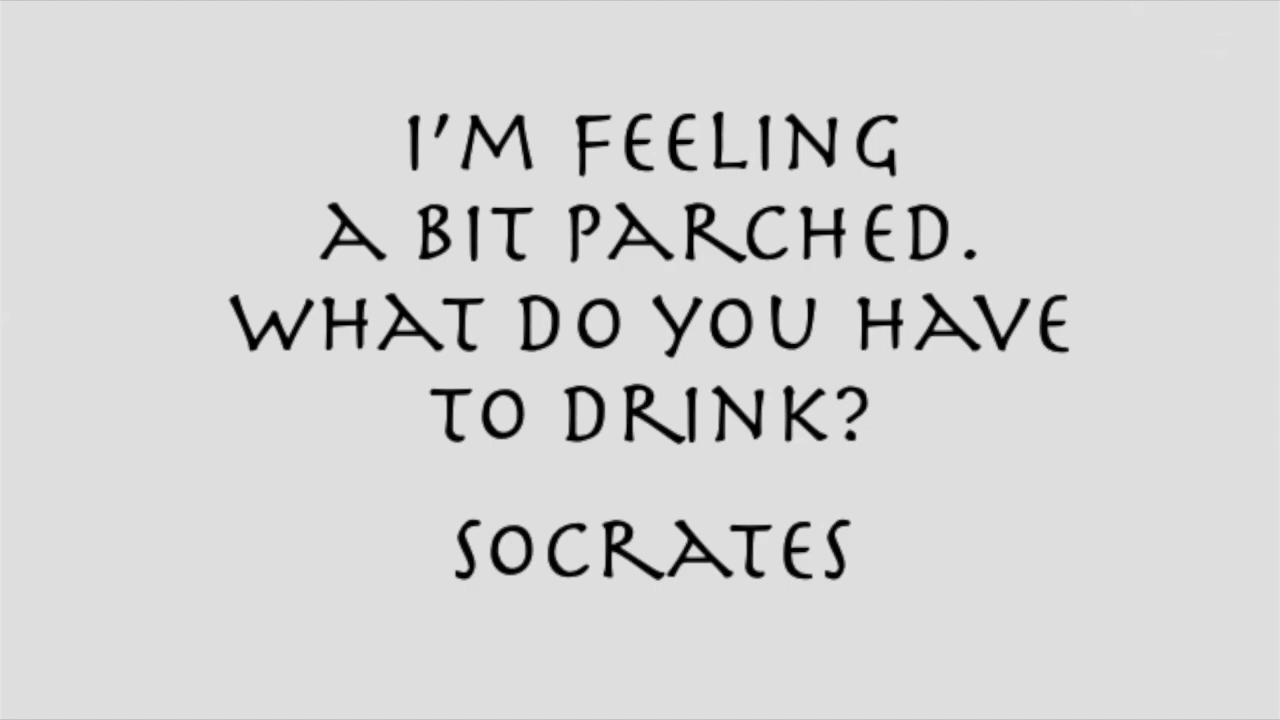 I'M FEELING
A BIT PARCHED.
WHAT DO YOU HAVE
TO DRINK?
SOCRATES